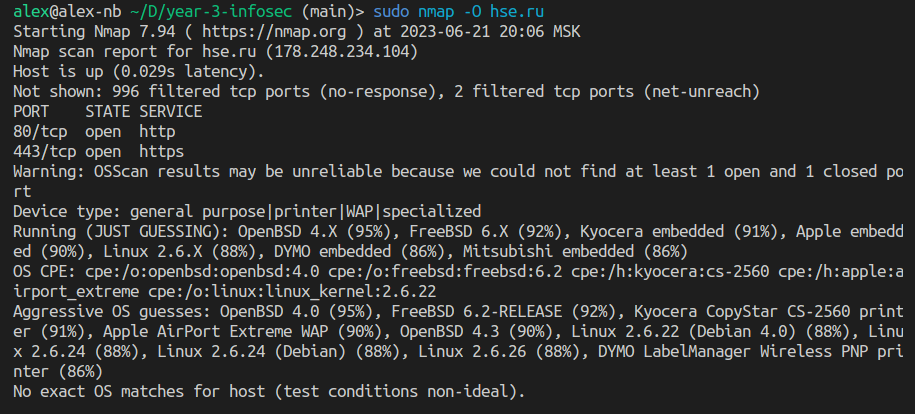 alex@alex-nb ~/D/year-3-infosec (main)> sudo nmap -O hse.ru
Starting Nmap 7.94 ( https://nmap.org ) at 2023-06-21 20:06 MSK
Nmap scan report for hse.ru (178.248.234.104)
Host is up (0.029s latency).
Not shown: 996 filtered tcp ports (no-response), 2 filtered tcp ports (net-unreach)
PORT    STATE SERVICE
80/tcp  open  http
443/tcp open  https
Warning: OSScan results may be unreliable because we could not find at least 1 open and 1 closed po
rt
Device type: general purpose|printer|WAP|specialized
Running (JUST GUESSING): OpenBSD 4.X (95%), FreeBSD 6.X (92%), Kyocera embedded (91%), Apple embedd
ed (90%), Linux 2.6.X (88%), DYMO embedded (86%), Mitsubishi embedded (86%)
OS CPE: cpe:/o:openbsd:openbsd:4.0 cpe:/o:freebsd:freebsd:6.2 cpe:/h:kyocera:cs-2560 cpe:/h:apple:a
irport_extreme cpe:/o:linux:linux_kernel:2.6.22
Aggressive OS guesses: OpenBSD 4.0 (95%), FreeBSD 6.2-RELEASE (92%), Kyocera CopyStar CS-2560 print
er (91%), Apple AirPort Extreme WAP (90%), OpenBSD 4.3 (90%), Linux 2.6.22 (Debian 4.0) (88%), Linu
x 2.6.24 (88%), Linux 2.6.24 (Debian) (88%), Linux 2.6.26 (88%), DYMO LabelManager Wireless PNP pri
nter (86%)
No exact OS matches for host (test conditions non-ideal).